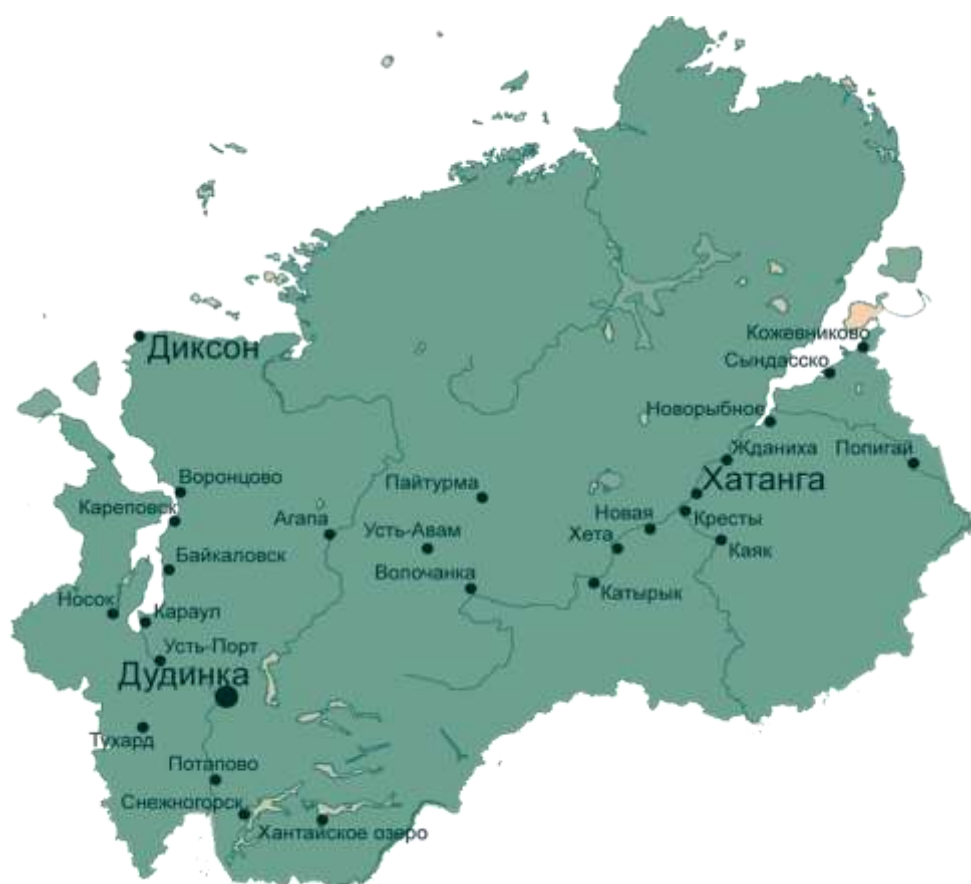 Диксон
Кожевниково
Сындасско
Новорыбное
Жданиха
Попигай
Хатанга
Воронцово
Пайтурма
Кареповск
Агапа
Усть-Авам
Новая
Кресты
Хета
Каяк
Байкаловск
Волочанка
Катырык
Носок
Караул
Усть-Порт
Дудинка
Тухард
Потапово
Снежногорск
Хантайское озеро